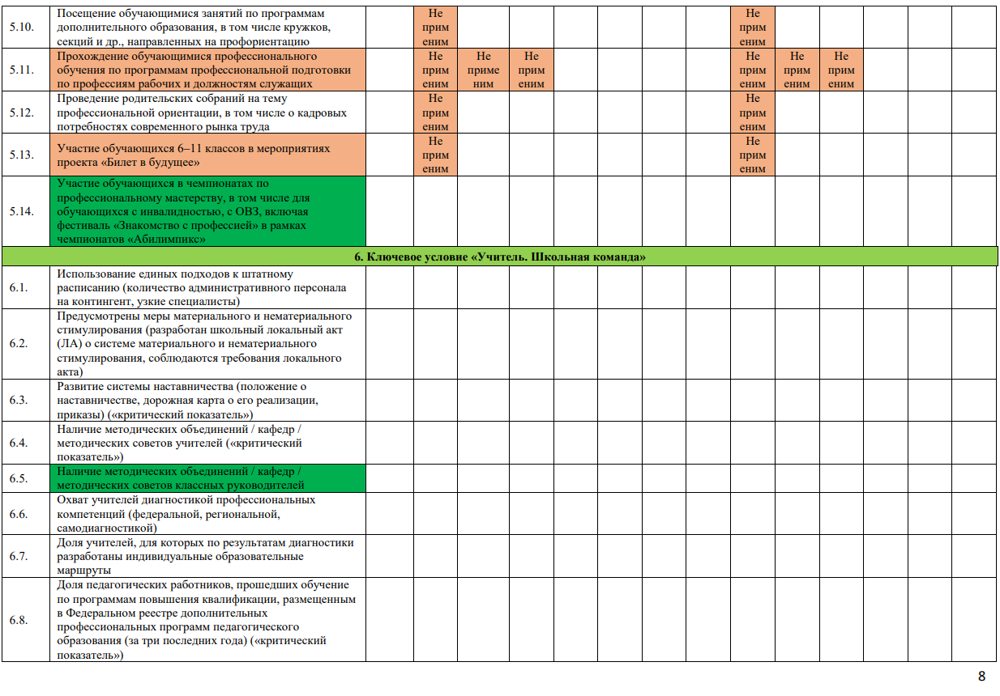 5.10.
Посещение обучающимися занятий по программам
дополнительного образования, в том числе кружков,
секций и др., направленных на профориентацию
Не
прим
еним
Не
прим
еним
5.11.
Прохождение обучающимися профессионального
обучения по программам профессиональной подготовки
по профессиям рабочих и должностям служащих
Не
прим
еним
Не
приме
ним
Не
прим
еним
Не
прим
еним
Не
прим
еним
Не
прим
еним
5.12.
Проведение родительских собраний на тему
профессиональной ориентации, в том числе о кадровых
потребностях современного рынка труда
Не
прим
еним
Не
прим
еним
5.13.
Участие обучающихся 6–11 классов в мероприятиях
проекта «Билет в будущее»
Не
прим
еним
Не
прим
еним
5.14.
Участие обучающихся в чемпионатах по
профессиональному мастерству, в том числе для
обучающихся с инвалидностью, с ОВЗ, включая
фестиваль «Знакомство с профессией» в рамках
чемпионатов «Абилимпикс»
6. Ключевое условие «Учитель. Школьная команда»
6.1.
Использование единых подходов к штатному
расписанию (количество административного персонала
на контингент, узкие специалисты)
6.2.
Предусмотрены меры материального и нематериального
стимулирования (разработан школьный локальный акт
(ЛА) о системе материального и нематериального
стимулирования, соблюдаются требования локального
акта)
6.3.
Развитие системы наставничества (положение о
наставничестве, дорожная карта о его реализации,
приказы) («критический показатель»)
6.4.
Наличие методических объединений / кафедр /
методических советов учителей («критический
показатель»)
6.5.
Наличие методических объединений / кафедр /
методических советов классных руководителей
6.6.
Охват учителей диагностикой профессиональных
компетенций (федеральной, региональной,
самодиагностикой)
6.7.
Доля учителей, для которых по результатам диагностики
разработаны индивидуальные образовательные
маршруты
6.8.
Доля педагогических работников, прошедших обучение
по программам повышения квалификации, размещенным
в Федеральном реестре дополнительных
профессиональных программ педагогического
образования (за три последних года) («критический
показатель»)
8